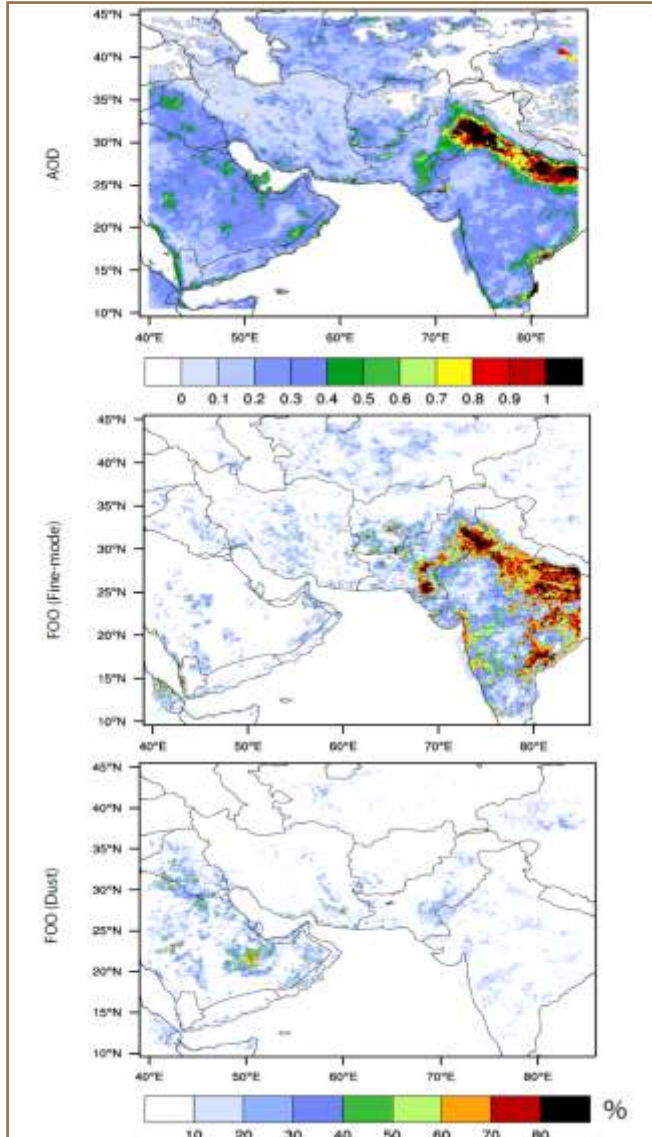 45°N
40°N
35°N
30°N
AOD
25°N
20°N
15°N
10°N
40°E 50°E 60°E 70°E 80°E
0 0.1 0.2 0.3 0.4 0.5 0.6 0.7 0.8 0.9 1
45°N
40°N
35°N
30°N
FOO (Fine-mode)
25°N
20°N
15°N
10°N
40°E 50°E 60°E 70°E 80°E
45°N
40°N
35°N
30°N
FOO (Dust)
25°N
20°N
15°N
10°N
40°E 50°E 60°E 70°E 80°E
%
10 20 30 40 50 60 70 80